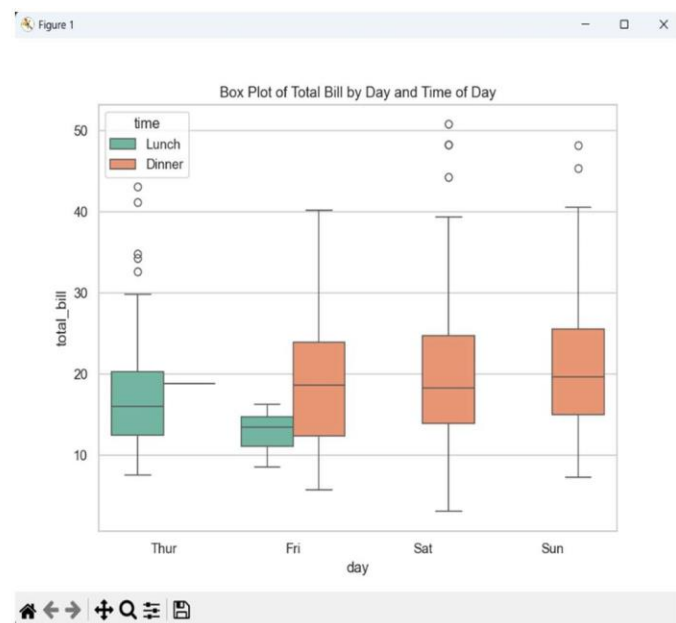 Figure 1
Box Plot of Total Bill by Day and Time of Day
time
Lunch
Dinner
50
40
30
20
10
total_bill
Thur Fri Sat Sun
day